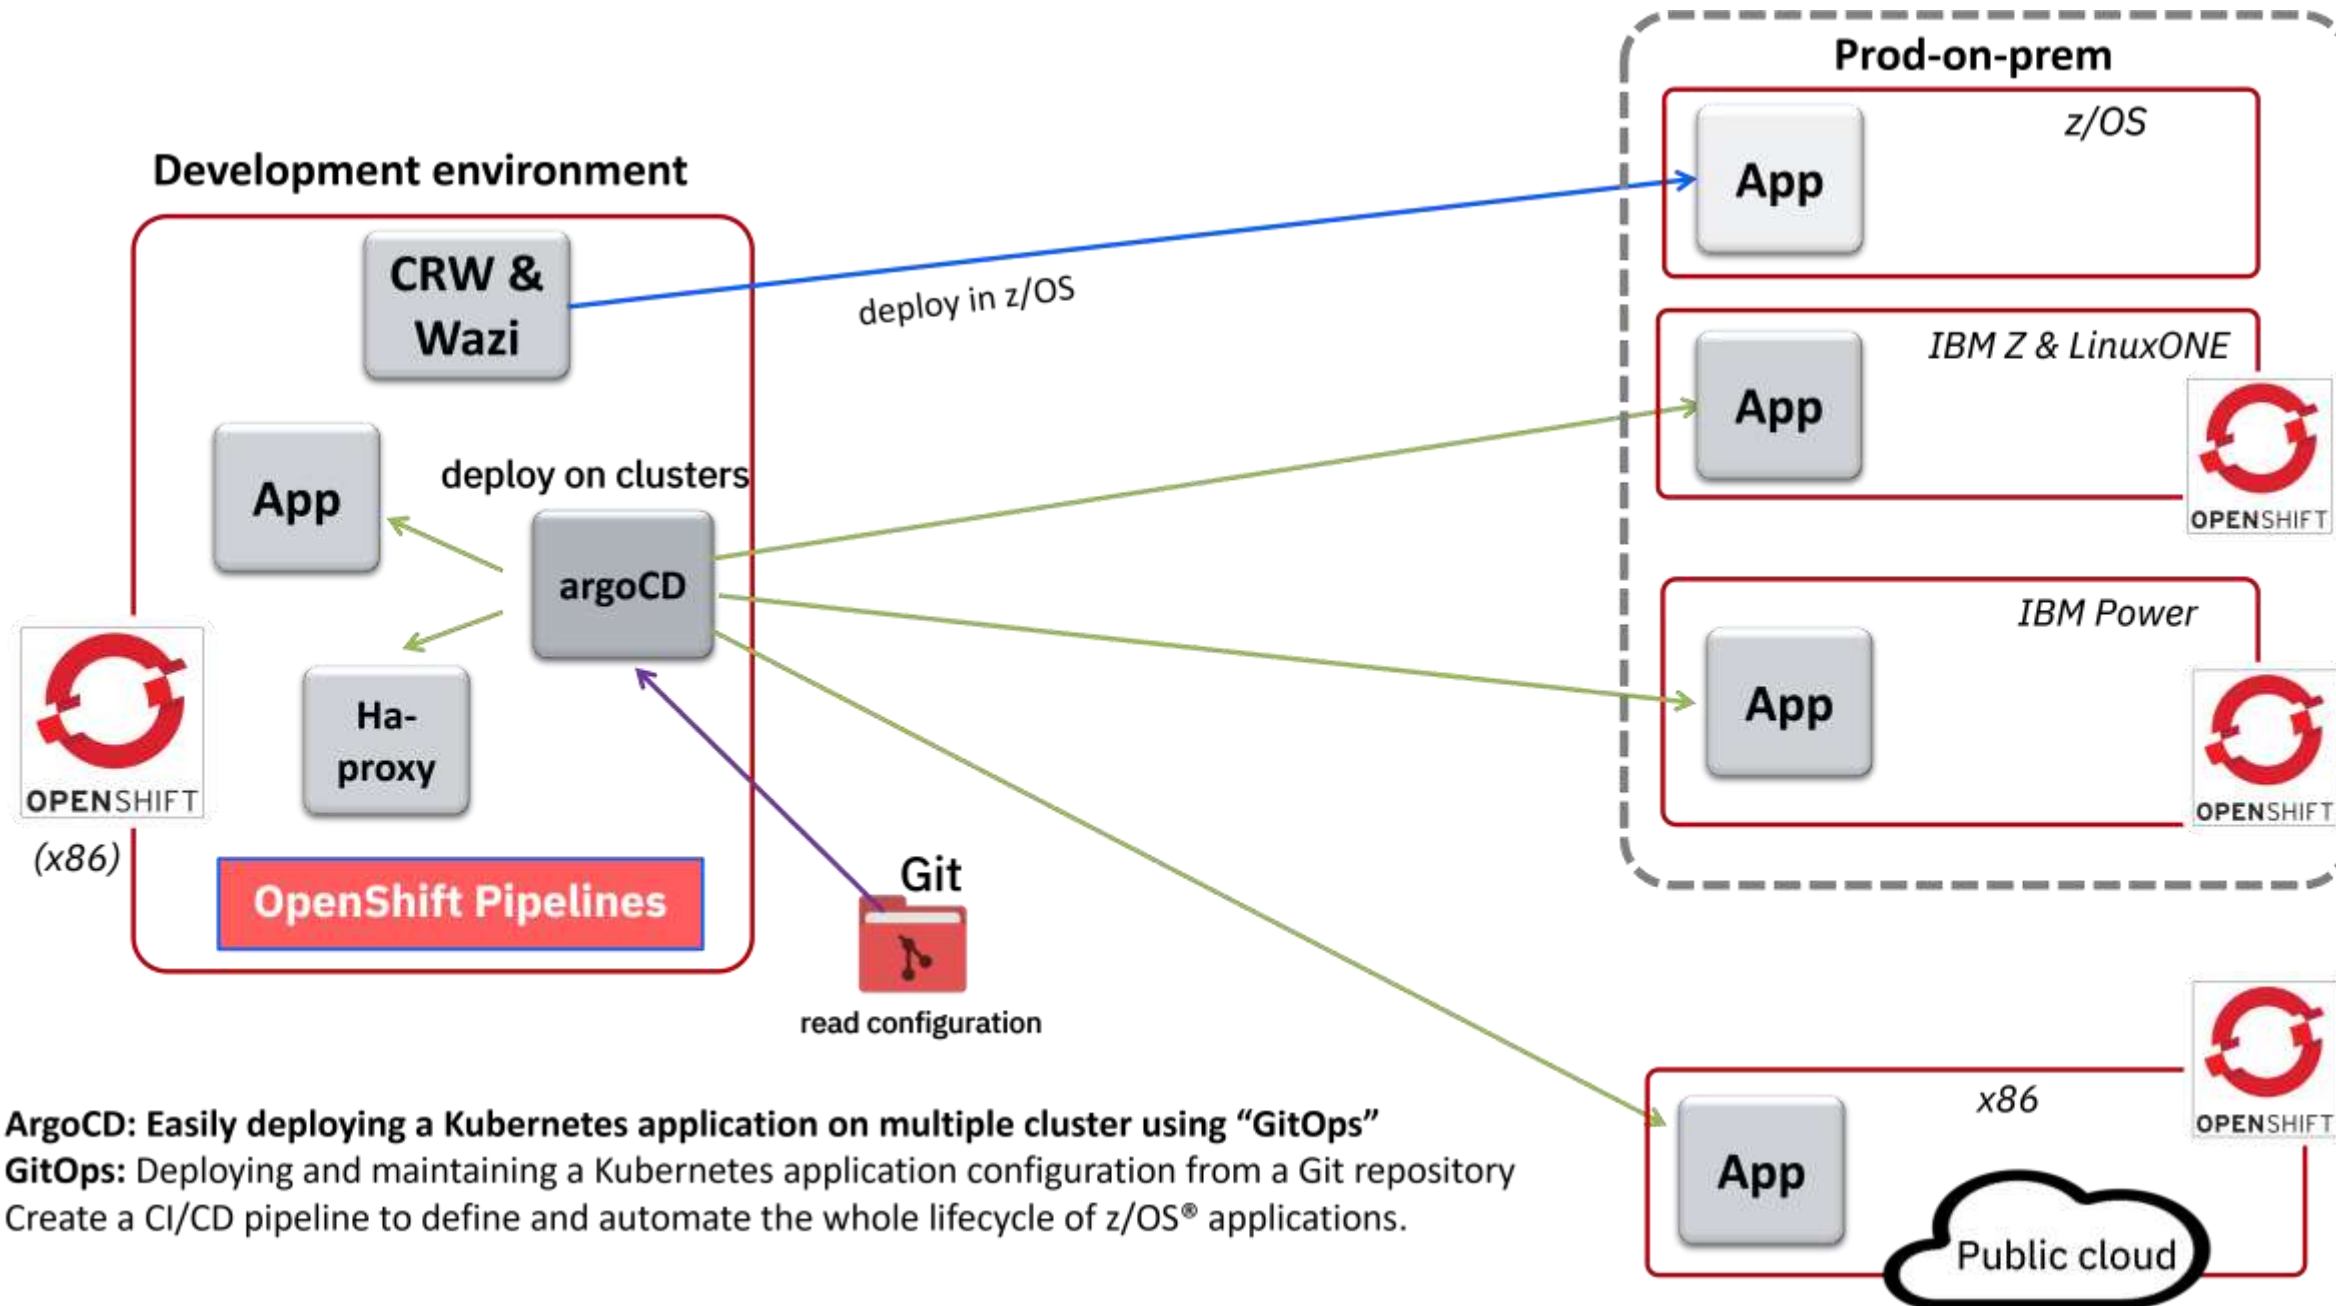 Prod-on-prem
z/OS
App
Development environment
CRW &
Wazi
deploy in z/OS
IBM Z & LinuxONE
App
OPENSHIFT
App
deploy on clusters
argoCD
IBM Power
App
OPENSHIFT
Ha-
proxy
OPENSHIFT
(x86)
OpenShift Pipelines
Git
read configuration
x86
OPENSHIFT
App
Public cloud
ArgoCD: Easily deploying a Kubernetes application on multiple cluster using “GitOps”
GitOps: Deploying and maintaining a Kubernetes application configuration from a Git repository
Create a CI/CD pipeline to define and automate the whole lifecycle of z/OS® applications.